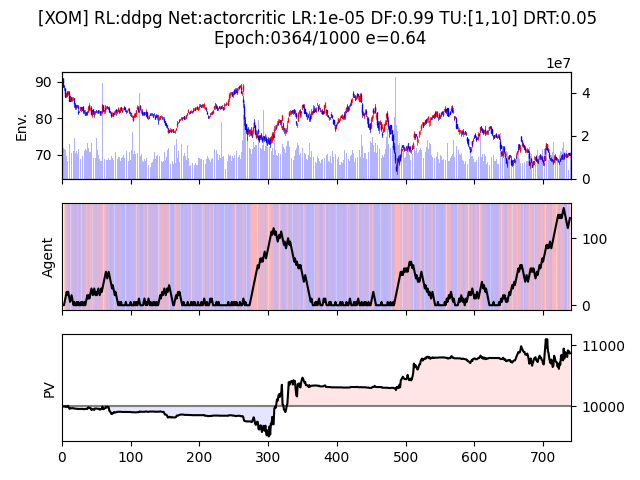 [XOM] RL:ddpg Net:actorcritic LR:1e-05 DF:0.99 TU:[1,10] DRT:0.05
Epoch:0364/1000 e=0.64
1e7
90
80
70
Env.
4
2
0
Agent
100
0
PV
11000
10000
0 100 200 300 400 500 600 700